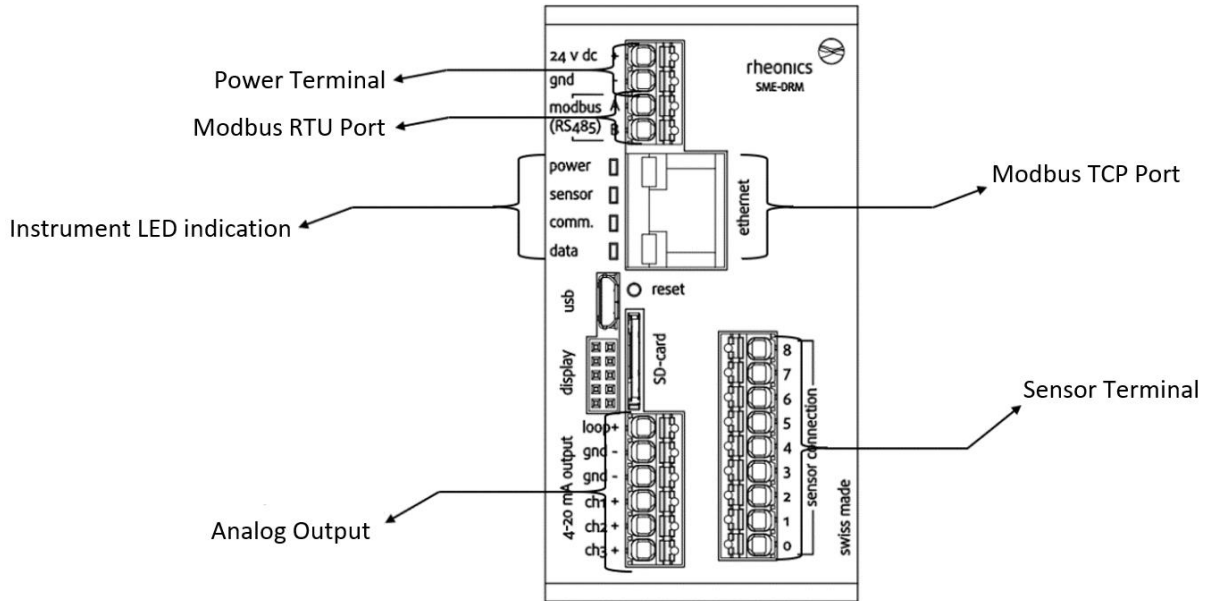 24 v dc +
gnd -
modbus A
(RS485) B
rheonics
SME-DRM
Power Terminal
Modbus RTU Port
Instrument LED indication
power
sensor
comm.
data
ethernet
Modbus TCP Port
usb
reset
display
SD-card
8
7
6
5
4
3
2
1
0
sensor connection
Sensor Terminal
4-20 mA output
loop+
gnd -
gnd -
ch1 +
ch2 +
ch3 +
Analog Output
swiss made